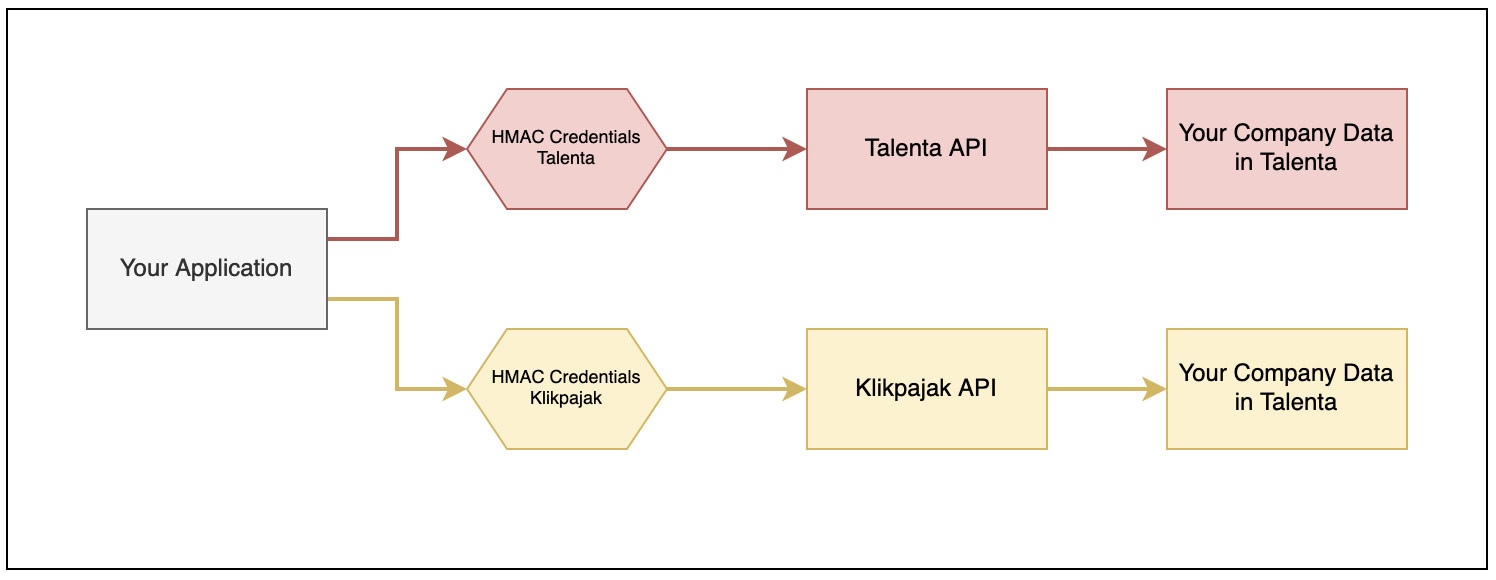 HMAC Credentials
Talenta
Talenta API
Your Company Data
in Talenta
Your Application
HMAC Credentials
Klikpajak
Klikpajak API
Your Company Data
in Talenta